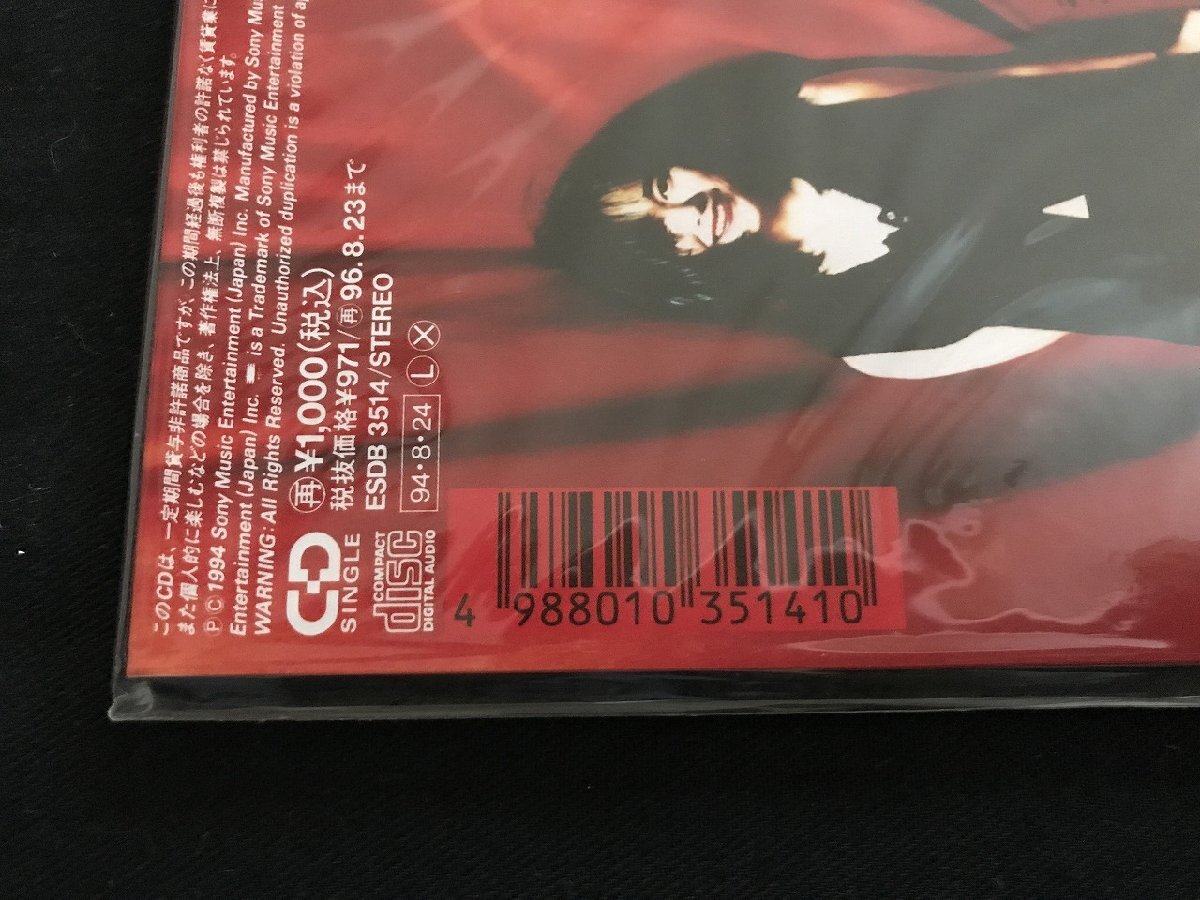 このCDは、一定期間貸与非許諾商品ですが、この期間経過後も権利者の許諾なく賃貸業に
また個人的に楽しむなどの場合を除き、著作権法上、無断複製は禁じられています。
ⓅⒸ1994 Sony Music Entertainment (Japan) Inc. Manufactured by Sony Mu
Entertainment (Japan) Inc. is a Trademark of Sony Music Entertainment
WARNING: All Rights Reserved. Unauthorized duplication is a violation of a
CD SINGLE
再¥1,000(税込)
税抜価格¥971/再96.8.23まで
ESDB 3514/STEREO
COMPACT disc DIGITAL AUDIO
94・8・24 Ⓛ Ⓧ
4 988010 351410